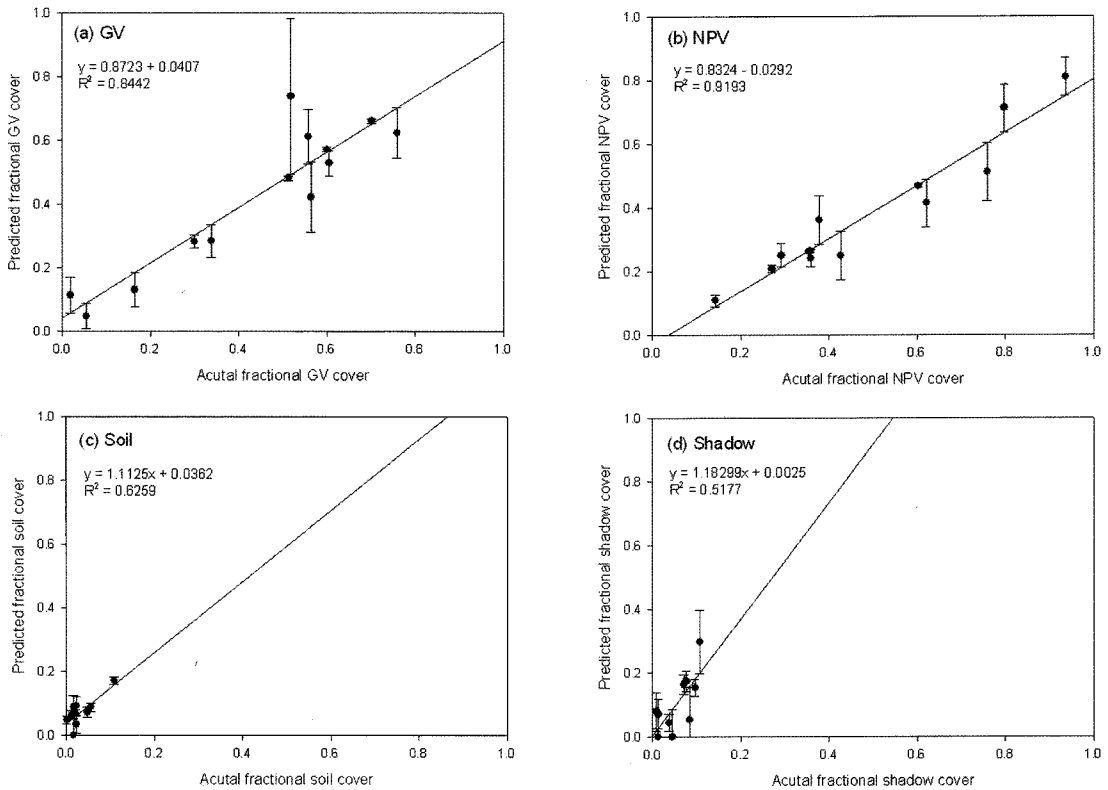 (a) GV
y = 0.8723 + 0.0407
R² = 0.8442
Predicted fractional GV cover
1.0
0.8
0.6
0.4
0.2
0.0
0.0 0.2 0.4 0.6 0.8 1.0
Acutal fractional GV cover
(b) NPV
y = 0.8324 - 0.0292
R² = 0.9193
Predicted fractional NPV cover
1.0
0.8
0.6
0.4
0.2
0.0
0.0 0.2 0.4 0.6 0.8 1.0
Acutal fractional NPV cover
(c) Soil
y = 1.1125x + 0.0362
R² = 0.6259
Predicted fractional soil cover
1.0
0.8
0.6
0.4
0.2
0.0
0.0 0.2 0.4 0.6 0.8 1.0
Acutal fractional soil cover
(d) Shadow
y = 1.18299x + 0.0025
R² = 0.5177
Predicted fractional shadow cover
1.0
0.8
0.6
0.4
0.2
0.0
0.0 0.2 0.4 0.6 0.8 1.0
Acutal fractional shadow cover